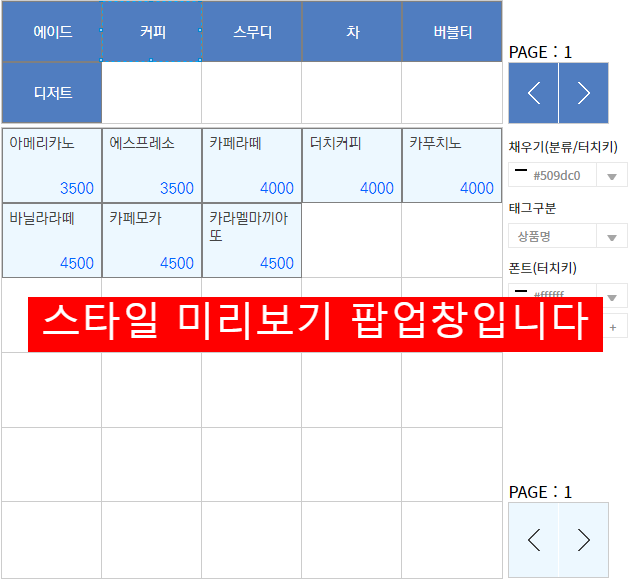 에이드 커피 스무디 차 버블티
PAGE : 1
디저트
아메리카노 에스프레소 카페라떼 더치커피 카푸치노
3500 3500 4000 4000 4000
채우기(분류/터치키)
#509dc0
바닐라라떼 카페모카 카라멜마끼아
또
4500 4500 4500
태그구분
상품명
폰트(터치키)
#ffffff
스타일 미리보기 팝업창입니다
+
PAGE : 1